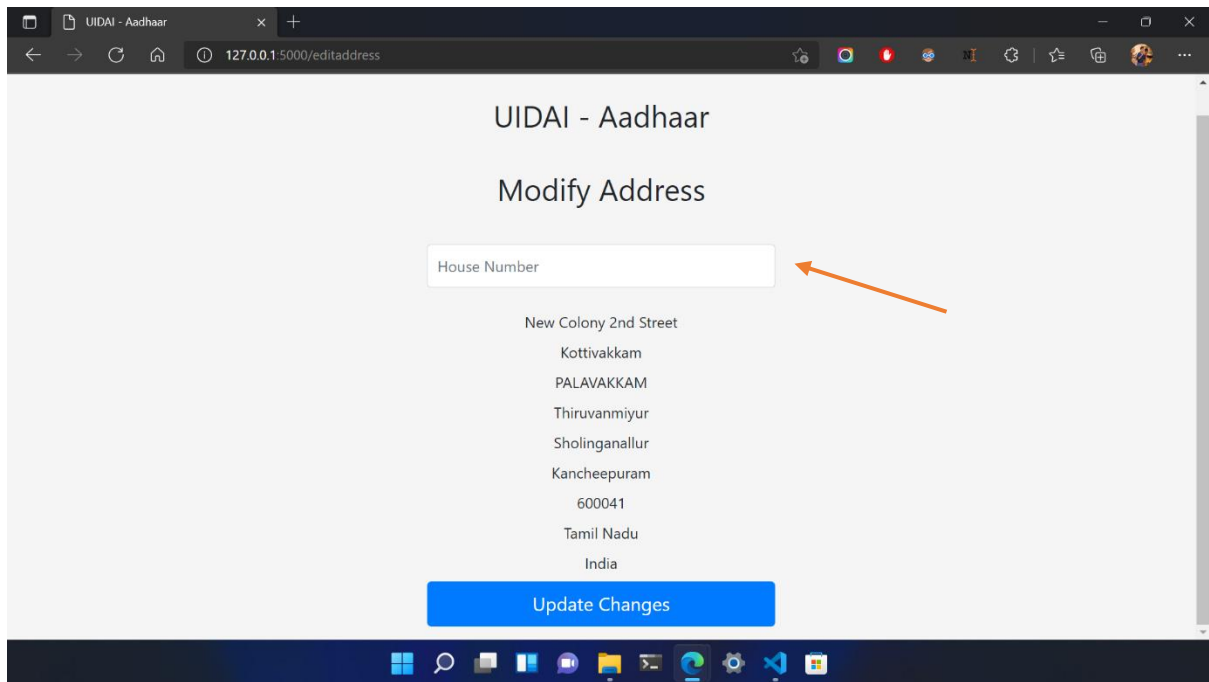 UIDAI - Aadhaar
127.0.0.1:5000/editaddress
UIDAI - Aadhaar
Modify Address
House Number
New Colony 2nd Street
Kottivakkam
PALAVAKKAM
Thiruvanmiyur
Sholinganallur
Kancheepuram
600041
Tamil Nadu
India
Update Changes